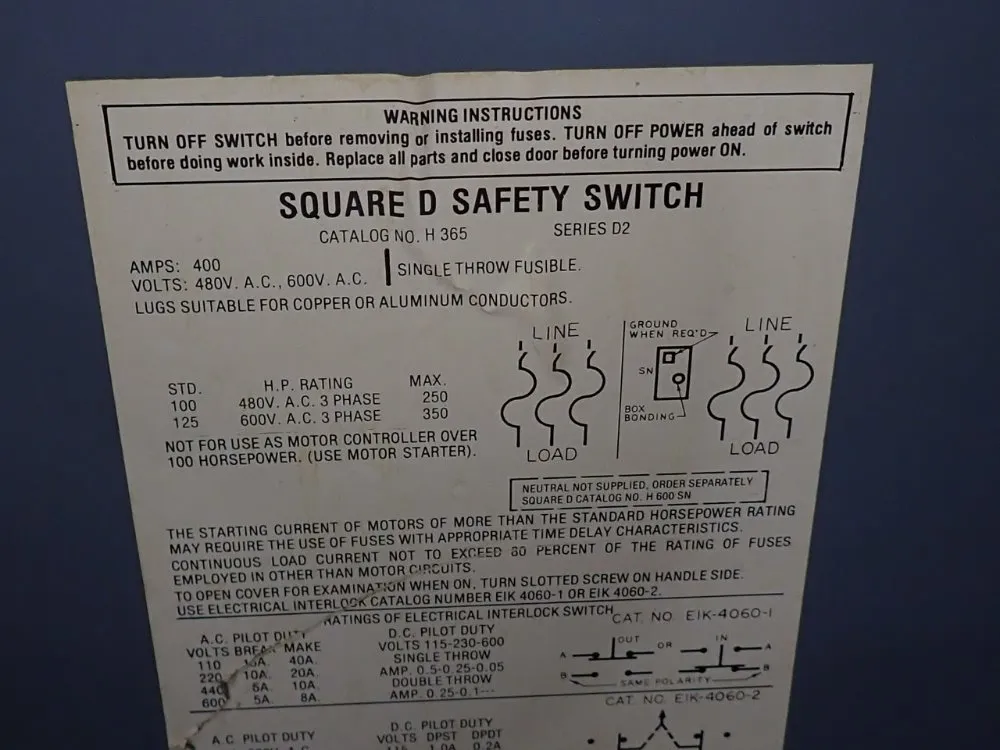 WARNING INSTRUCTIONS
TURN OFF SWITCH before removing or installing fuses. TURN OFF POWER ahead of switch
before doing work inside. Replace all parts and close door before turning power ON.
SQUARE D SAFETY SWITCH
CATALOG NO. H 365 SERIES D2
AMPS: 400
VOLTS: 480V. A.C., 600V. A.C.
SINGLE THROW FUSIBLE.
LUGS SUITABLE FOR COPPER OR ALUMINUM CONDUCTORS.
STD. H.P. RATING MAX.
100 480V. A.C. 3 PHASE 250
125 600V. A.C. 3 PHASE 350
NOT FOR USE AS MOTOR CONTROLLER OVER
100 HORSEPOWER. (USE MOTOR STARTER).
LINE
LOAD
GROUND
WHEN REQ'D
SN
BOX
BONDING
LINE
LOAD
NEUTRAL NOT SUPPLIED, ORDER SEPARATELY
SQUARE D CATALOG NO. H 600 SN
THE STARTING CURRENT OF MOTORS OF MORE THAN THE STANDARD HORSEPOWER RATING
MAY REQUIRE THE USE OF FUSES WITH APPROPRIATE TIME DELAY CHARACTERISTICS.
CONTINUOUS LOAD CURRENT NOT TO EXCEED 80 PERCENT OF THE RATING OF FUSES
EMPLOYED IN OTHER THAN MOTOR CIRCUITS.
TO OPEN COVER FOR EXAMINATION WHEN ON, TURN SLOTTED SCREW ON HANDLE SIDE.
USE ELECTRICAL INTERLOCK CATALOG NUMBER EIK 4060-1 OR EIK 4060-2.
RATINGS OF ELECTRICAL INTERLOCK SWITCH
A.C. PILOT DUTY
VOLTS BREAK MAKE
110 40A.
220 10A. 20A.
440 5A. 10A.
600 5A. 8A.
D.C. PILOT DUTY
VOLTS 115-230-600
SINGLE THROW
AMP. 0.5-0.25-0.05
DOUBLE THROW
AMP. 0.25-0.1---
CAT. NO. EIK-4060-1
OUT OR IN
A A
B B
SAME POLARITY
CAT. NO. EIK-4060-2
A.C. PILOT DUTY
D.C. PILOT DUTY
VOLTS DPST DPDT
115 1.0A 0.2A